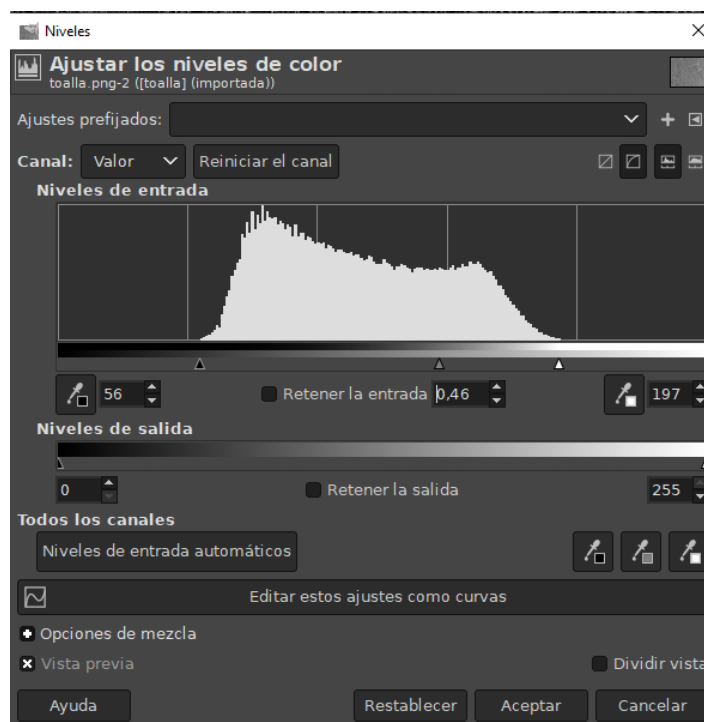 Niveles
Ajustar los niveles de color
toalla.png-2 ([toalla] (importada))
Ajustes prefijados:
Canal: Valor Reiniciar el canal
Niveles de entrada
56 Retener la entrada 0,46 197
Niveles de salida
0 Retener la salida 255
Todos los canales
Niveles de entrada automáticos
Editar estos ajustes como curvas
Opciones de mezcla
Vista previa Dividir vista
Ayuda Restablecer Aceptar Cancelar